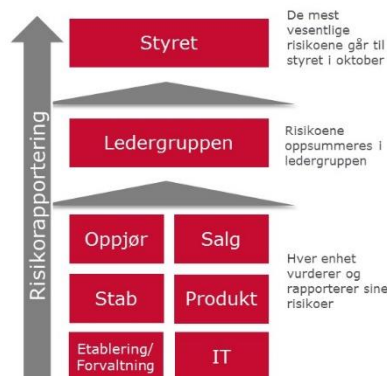 Risikorapportering
Styret
De mest
vesentlige
risikoene går til
styret i oktober
Ledergruppen
Risikoene
oppsummeres i
ledergruppen
Oppjør
Salg
Stab
Produkt
Hver enhet
vurderer og
rapporterer sine
risikoer
Etablering/
Forvaltning
IT